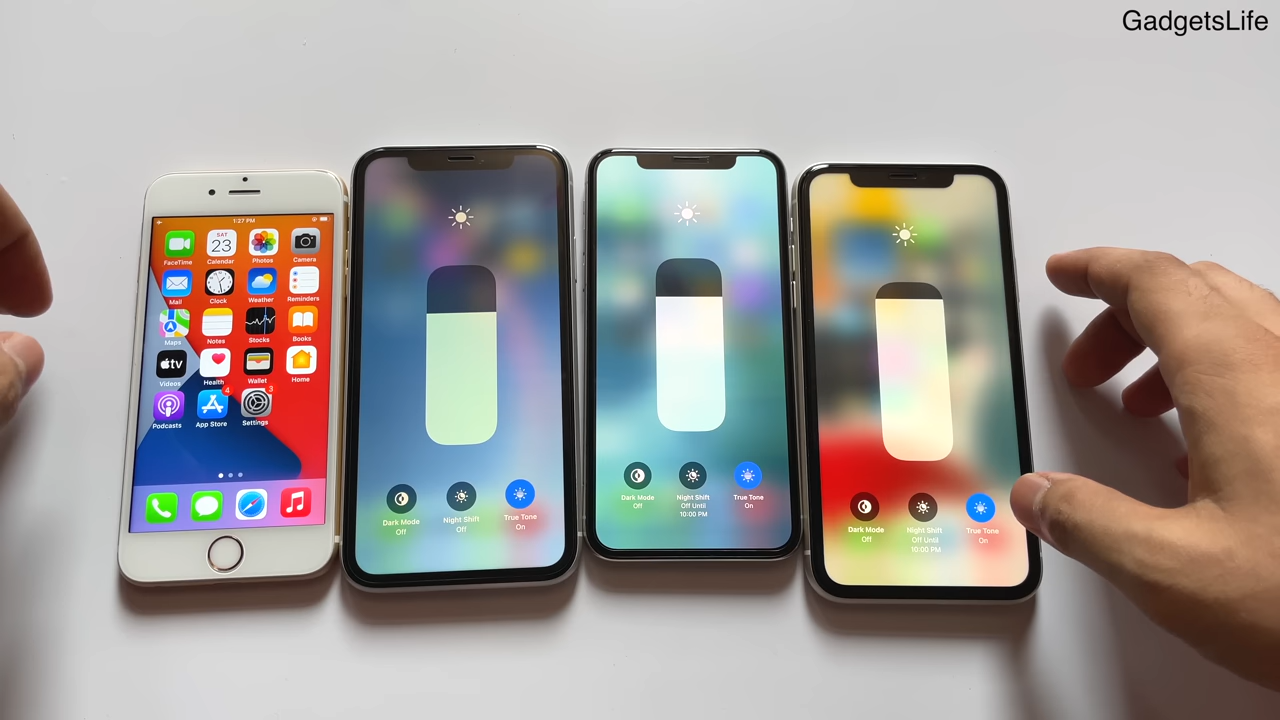 GadgetsLife
1:27 PM
SAT
23
FaceTime
Calendar
Photos
Camera
Mail
Clock
Weather
Reminders
Maps
Notes
Stocks
Books
tv
Videos
Health
Wallet
Home
4
3
Podcasts
App Store
Settings
Dark Mode
Off
Night Shift
Off
True Tone
On
Dark Mode
Off
Night Shift
Off Until
10:00 PM
True Tone
On
Dark Mode
Off
Night Shift
Off Until
10:00 PM
True Tone
On